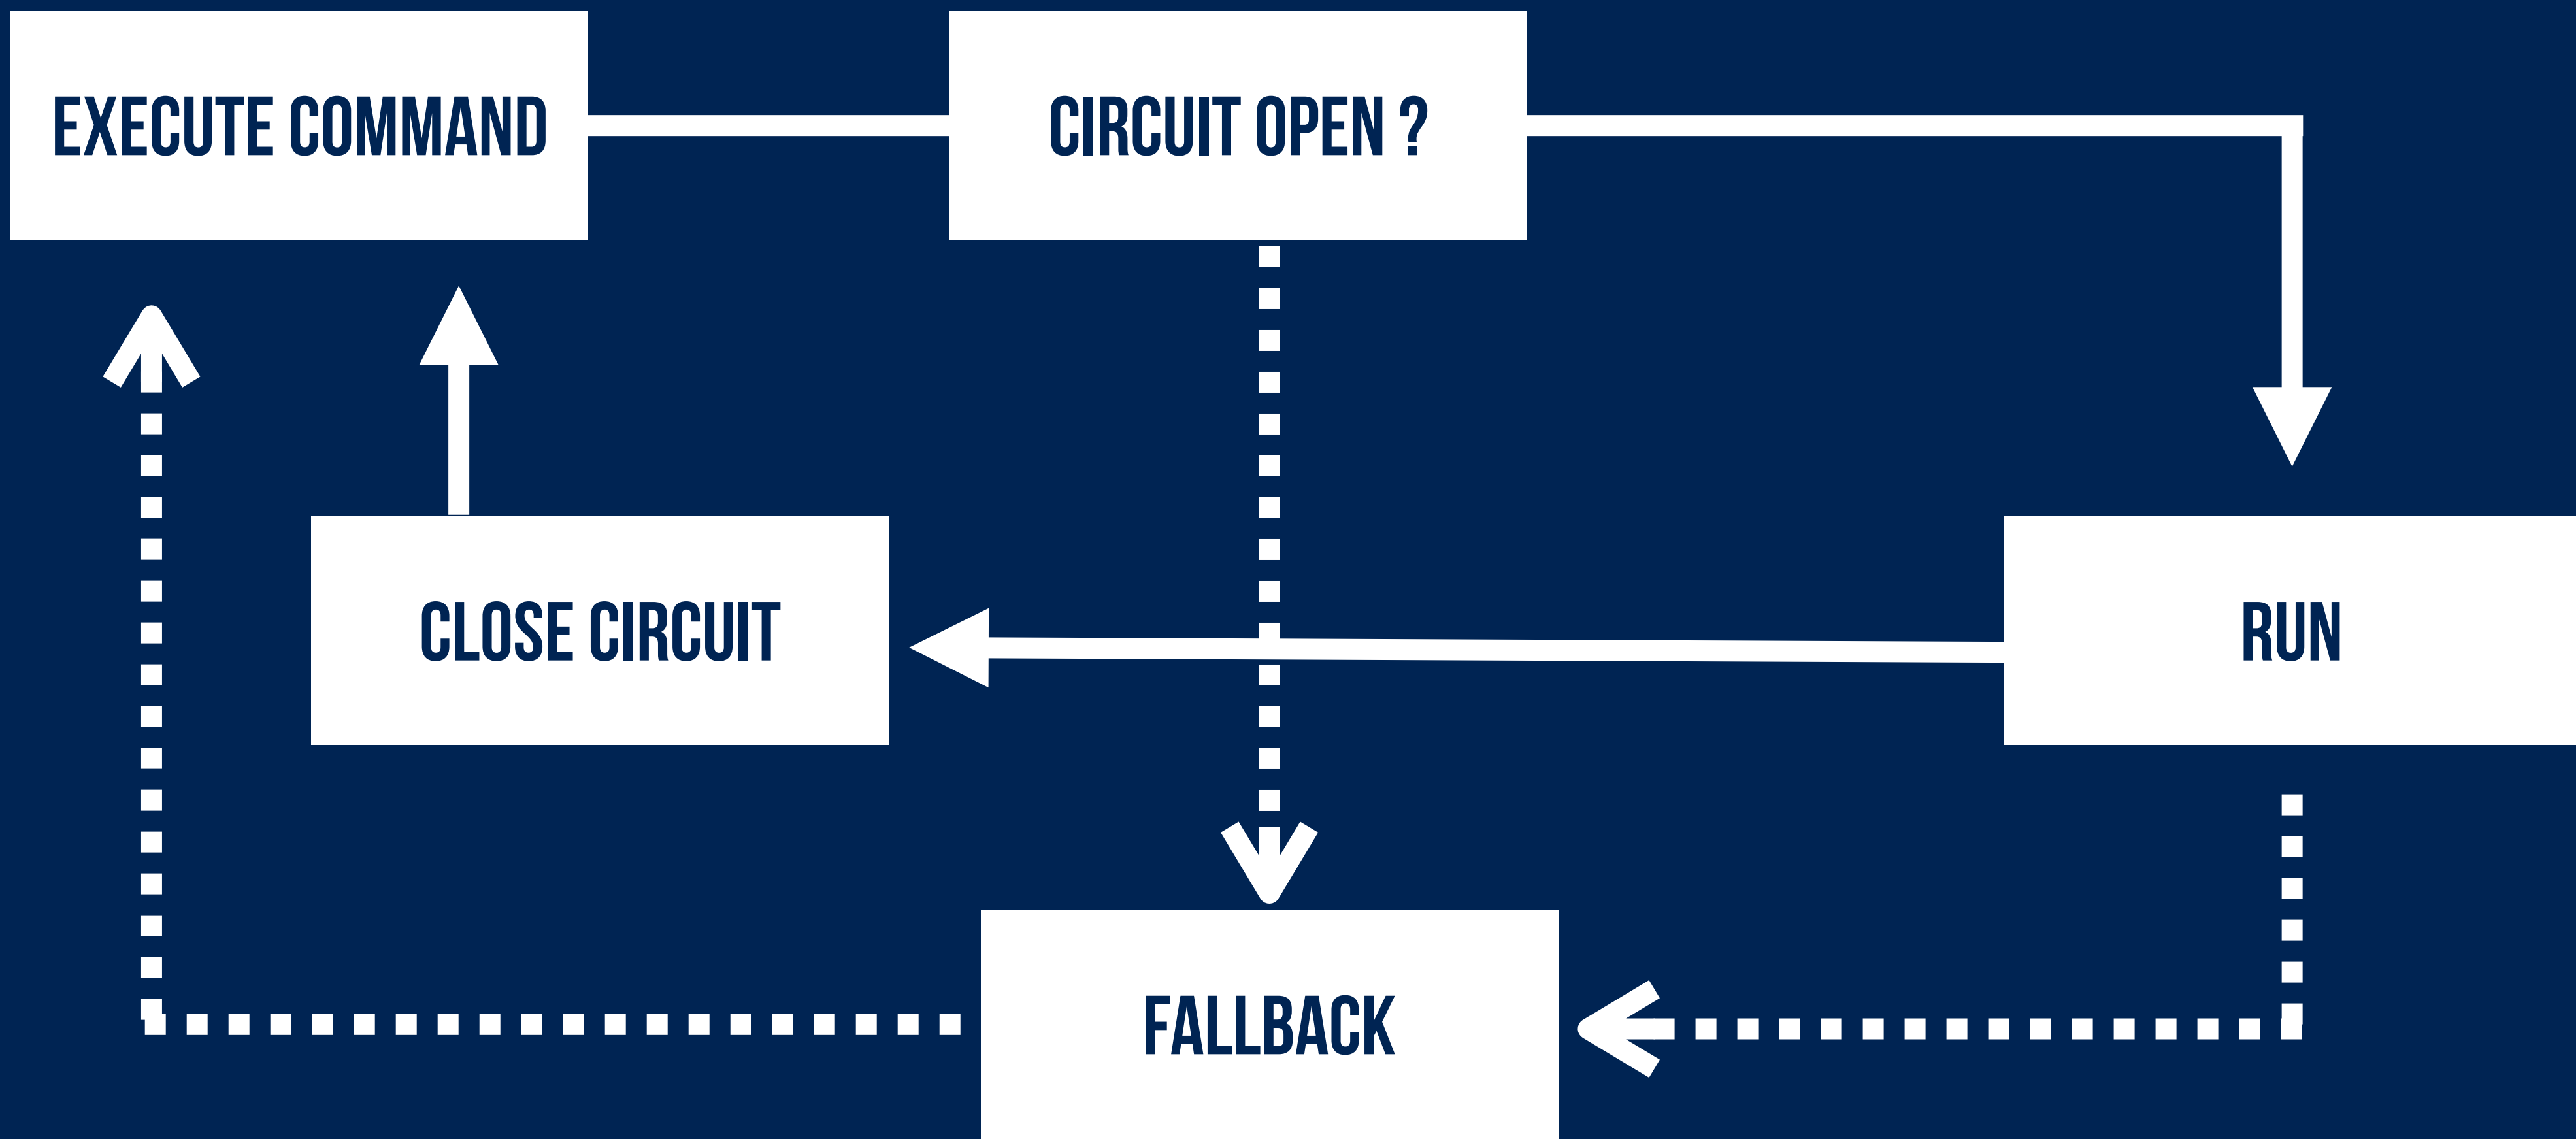 EXECUTE COMMAND
CIRCUIT OPEN ?
CLOSE CIRCUIT
RUN
FALLBACK